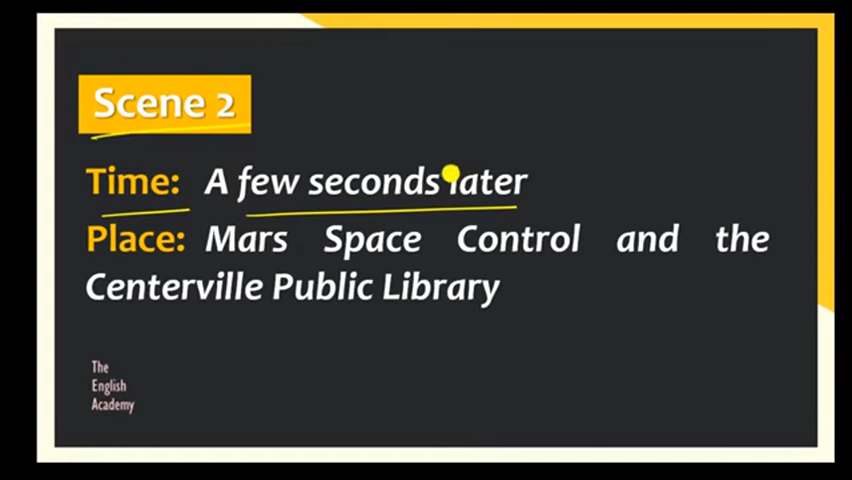 Scene 2
Time: A few seconds later
Place: Mars Space Control and the
Centerville Public Library
The
English
Academy